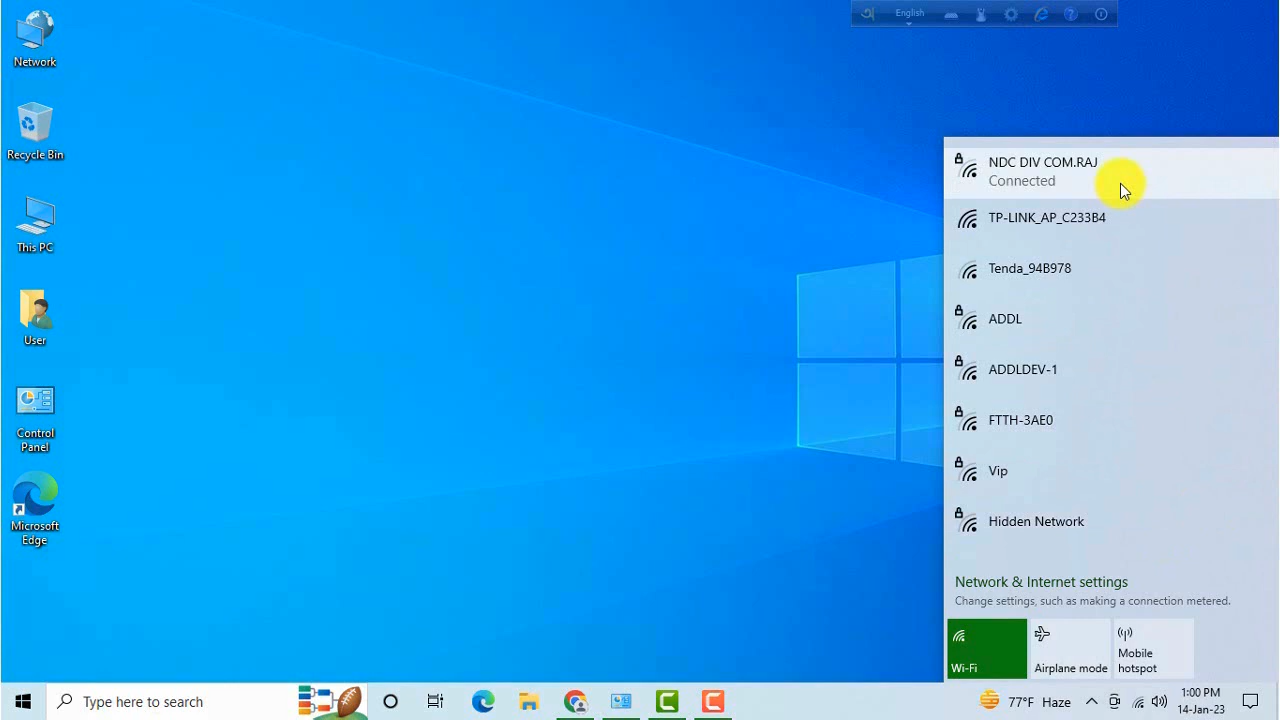 অ
English
Network
Recycle Bin
This PC
User
Control
Panel
Microsoft
Edge
NDC DIV COM.RAJ
Connected
TP-LINK_AP_C233B4
Tenda_94B978
ADDL
ADDLDEV-1
FTTH-3AE0
Vip
Hidden Network
Network & Internet settings
Change settings, such as making a connection metered.
Wi-Fi
Airplane mode
Mobile
hotspot
Type here to search
77°F Haze
1:00 PM
14-Jan-23